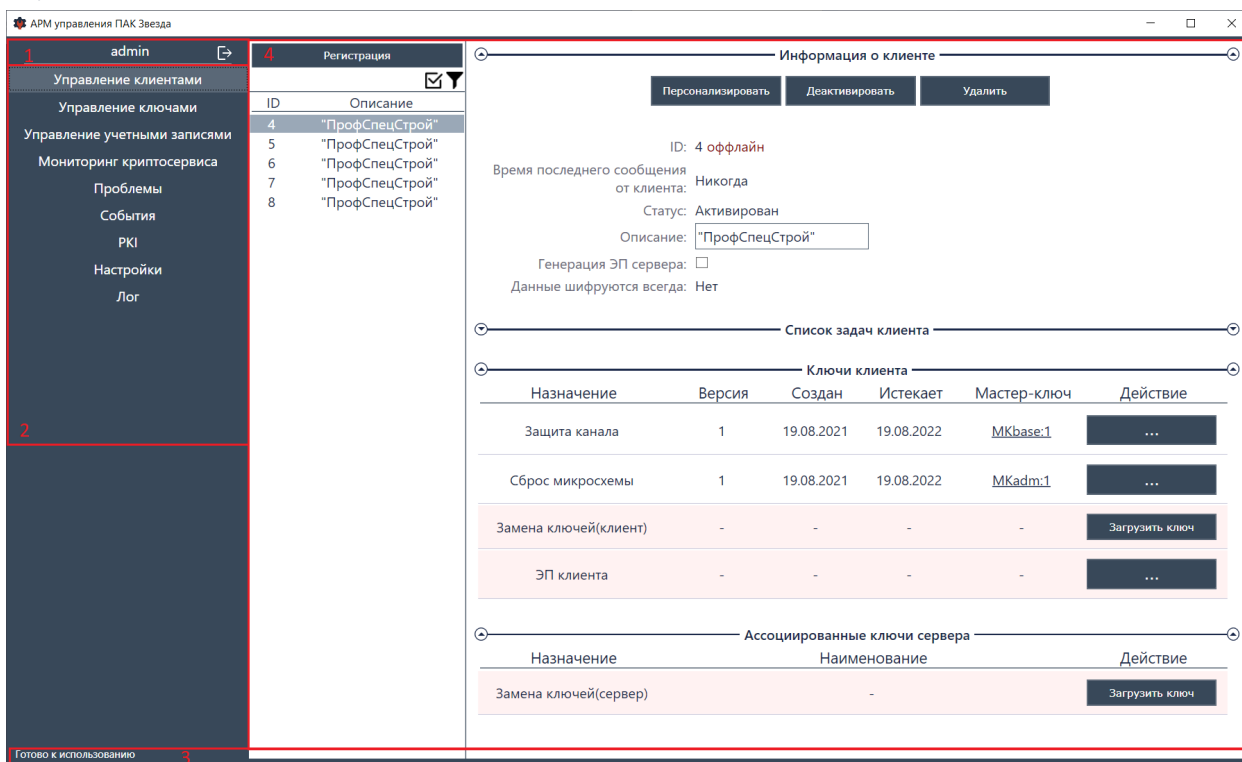 АРМ управления ПАК Звезда
1
admin
2
Управление клиентами
Управление ключами
Управление учетными записями
Мониторинг криптосервиса
Проблемы
События
PKI
Настройки
Лог
3
Готово к использованию
4
Регистрация
ID Описание
4 "ПрофСпецСтрой"
5 "ПрофСпецСтрой"
6 "ПрофСпецСтрой"
7 "ПрофСпецСтрой"
8 "ПрофСпецСтрой"
Информация о клиенте
Персонализировать Деактивировать Удалить
ID: 4 оффлайн
Время последнего сообщения
от клиента: Никогда
Статус: Активирован
Описание: "ПрофСпецСтрой"
Генерация ЭП сервера:
Данные шифруются всегда: Нет
Список задач клиента
Ключи клиента
Назначение Версия Создан Истекает Мастер-ключ Действие
Защита канала 1 19.08.2021 19.08.2022 MKbase:1 ...
Сброс микросхемы 1 19.08.2021 19.08.2022 MKadm:1 ...
Замена ключей(клиент) - - - - Загрузить ключ
ЭП клиента - - - - ...
Ассоциированные ключи сервера
Назначение Наименование Действие
Замена ключей(сервер) - Загрузить ключ